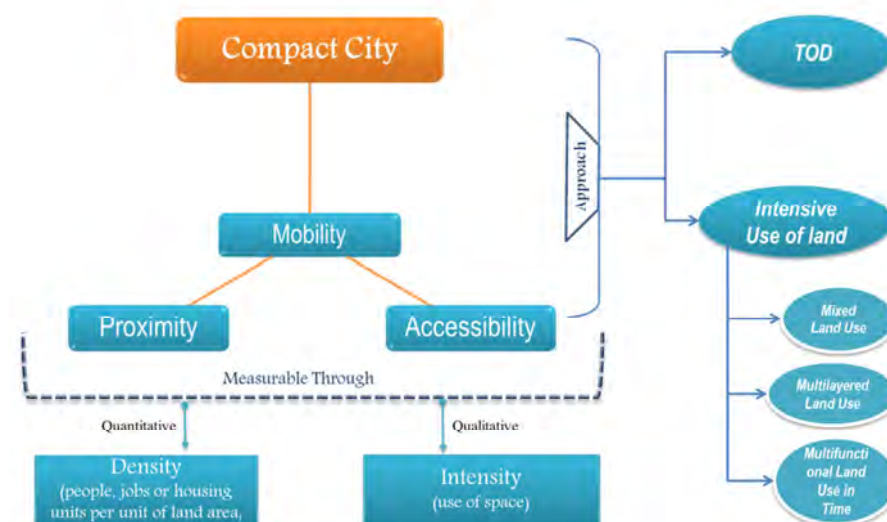 Compact City
TOD
Approach
Intensive
Use of land
Mobility
Proximity
Accessibility
Mixed
Land Use
Measurable Through
Multilayered
Land Use
Quantitative
Qualitative
Density
(people, jobs or housing
units per unit of land area,
Intensity
(use of space)
Multifuncti
onal Land
Use in
Time